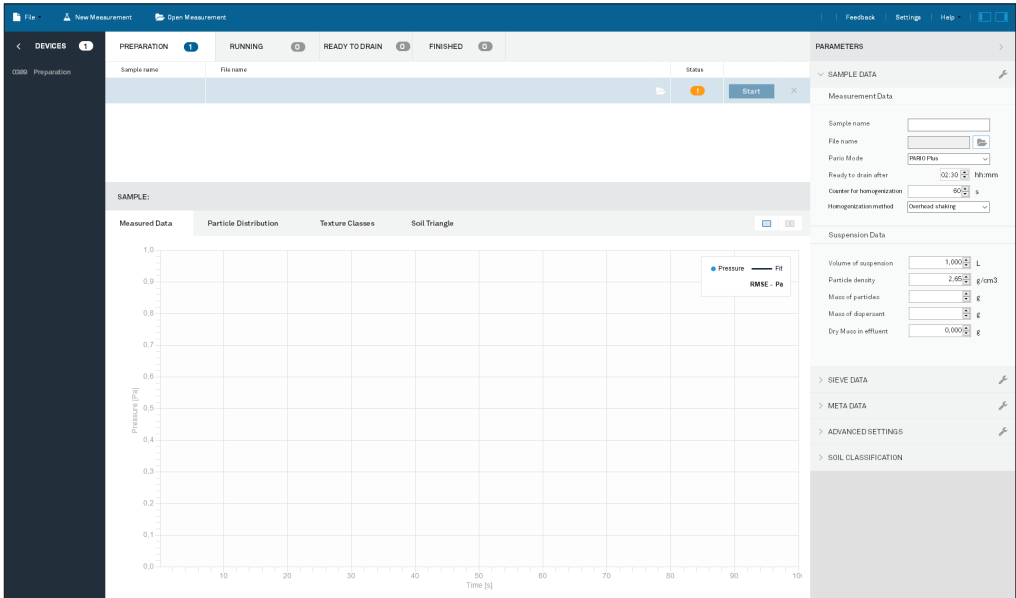 File New Measurement Open Measurement Feedback Settings Help
DEVICES 1
0389 Preparation
PREPARATION 1 RUNNING 0 READY TO DRAIN 0 FINISHED 0
Sample name File name Status
! Start ×
SAMPLE:
Measured Data Particle Distribution Texture Classes Soil Triangle
Pressure Fit
RMSE - Pa
1,0
0,9
0,8
0,7
0,6
0,5
0,4
0,3
0,2
0,1
0,0
Pressure [Pa]
10 20 30 40 50 60 70 80 90 10
Time [s]
PARAMETERS
SAMPLE DATA
Measurement Data
Sample name
File name
Pario Mode PARIO Plus
Ready to drain after 02:30 hh:mm
Counter for homogenization 60 s
Homogenization method Overhead shaking
Suspension Data
Volume of suspension 1,000 L
Particle density 2,65 g/cm3
Mass of particles g
Mass of dispersant g
Dry Mass in effluent 0,000 g
SIEVE DATA
META DATA
ADVANCED SETTINGS
SOIL CLASSIFICATION